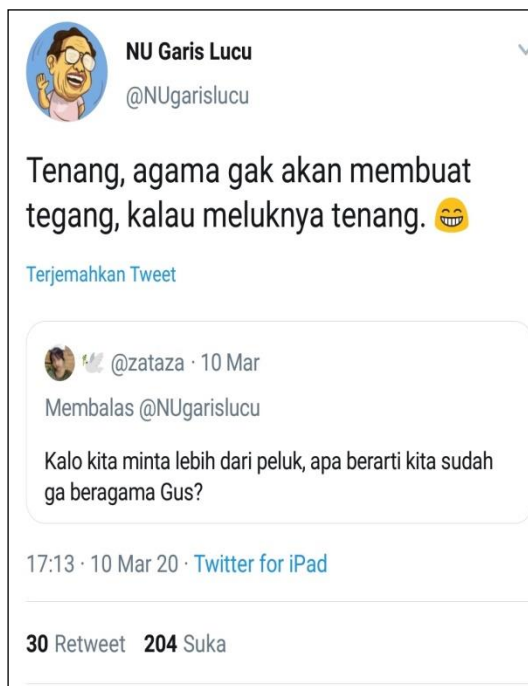 NU Garis Lucu
@NUgarislucu
Tenang, agama gak akan membuat
tegang, kalau meluknya tenang. 😁
Terjemahkan Tweet
🕊 @zataza · 10 Mar
Membalas @NUgarislucu
Kalo kita minta lebih dari peluk, apa berarti kita sudah
ga beragama Gus?
17:13 · 10 Mar 20 · Twitter for iPad
30 Retweet 204 Suka